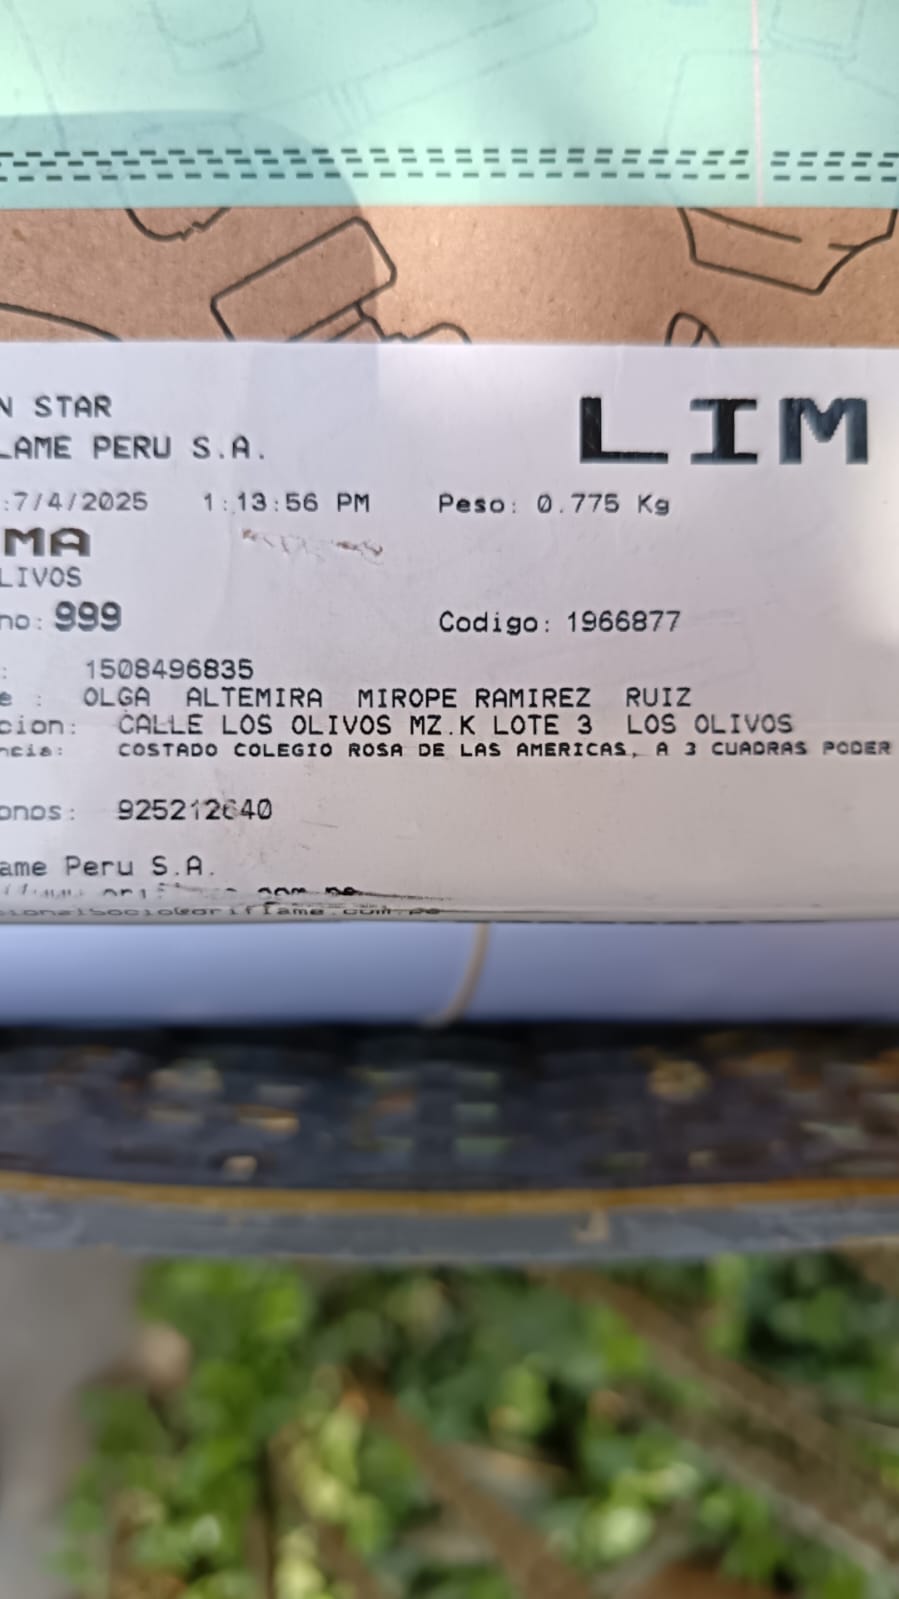 N STAR
LAME PERU S.A.
LIM
:7/4/2025 1:13:56 PM Peso: 0.775 Kg
MA
LIVOS
no: 999 Codigo: 1966877
: 1508496835
e : OLGA ALTEMIRA MIROPE RAMIREZ RUIZ
cion: CALLE LOS OLIVOS MZ.K LOTE 3 LOS OLIVOS
ncia: COSTADO COLEGIO ROSA DE LAS AMERICAS, A 3 CUADRAS PODER
onos:
ame Peru S.A.